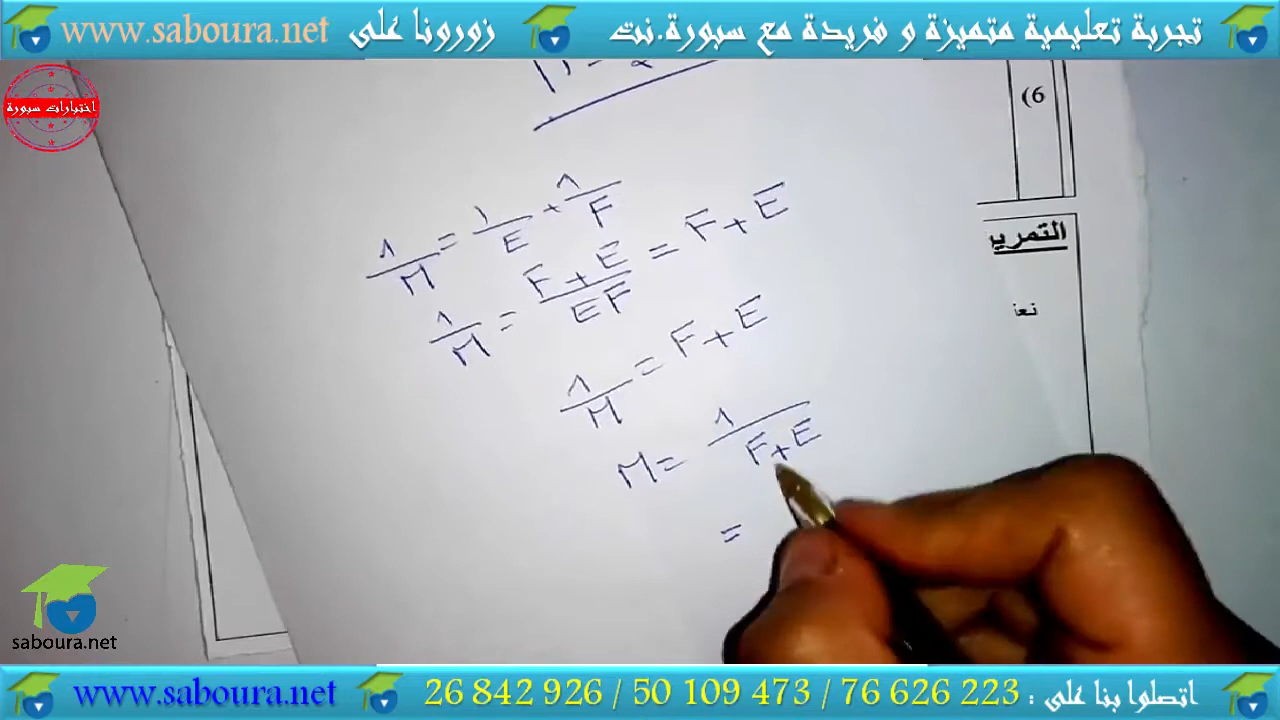 تجربة تعليمية متميزة و فريدة مع سبورة.نت زورونا على www.saboura.net
اختبارات سبورة
6)
1/M = 1/E + 1/F
التمرين
1/M = F+E/EF = F+E
نعا
1/M = F+E
M = 1/F+E
=
saboura.net
اتصلوا بنا على : 26 842 926 / 50 109 473 / 76 626 223 www.saboura.net